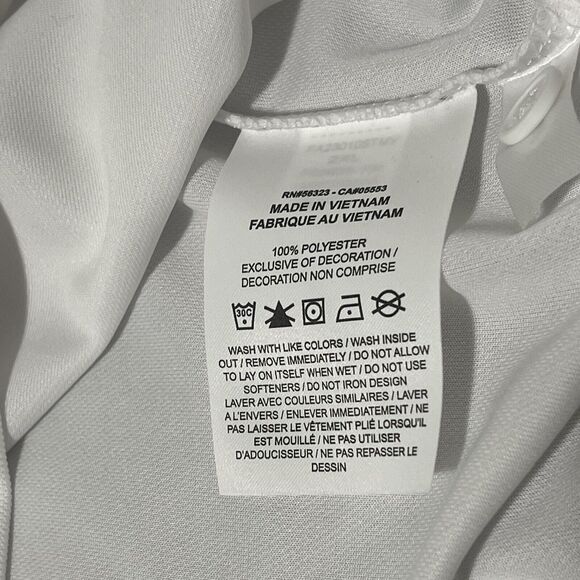 RN#56323 - CA#05553
MADE IN VIETNAM
FABRIQUE AU VIETNAM
100% POLYESTER
EXCLUSIVE OF DECORATION /
DECORATION NON COMPRISE
30C
WASH WITH LIKE COLORS / WASH INSIDE
OUT / REMOVE IMMEDIATELY / DO NOT ALLOW
TO LAY ON ITSELF WHEN WET / DO NOT USE
SOFTENERS / DO NOT IRON DESIGN
LAVER AVEC COULEURS SIMILAIRES / LAVER
A L'ENVERS / ENLEVER IMMEDIATEMENT / NE
PAS LAISSER LE VÊTEMENT PLIÉ LORSQU'IL
EST MOUILLÉ / NE PAS UTILISER
D'ADOUCISSEUR / NE PAS REPASSER LE
DESSIN